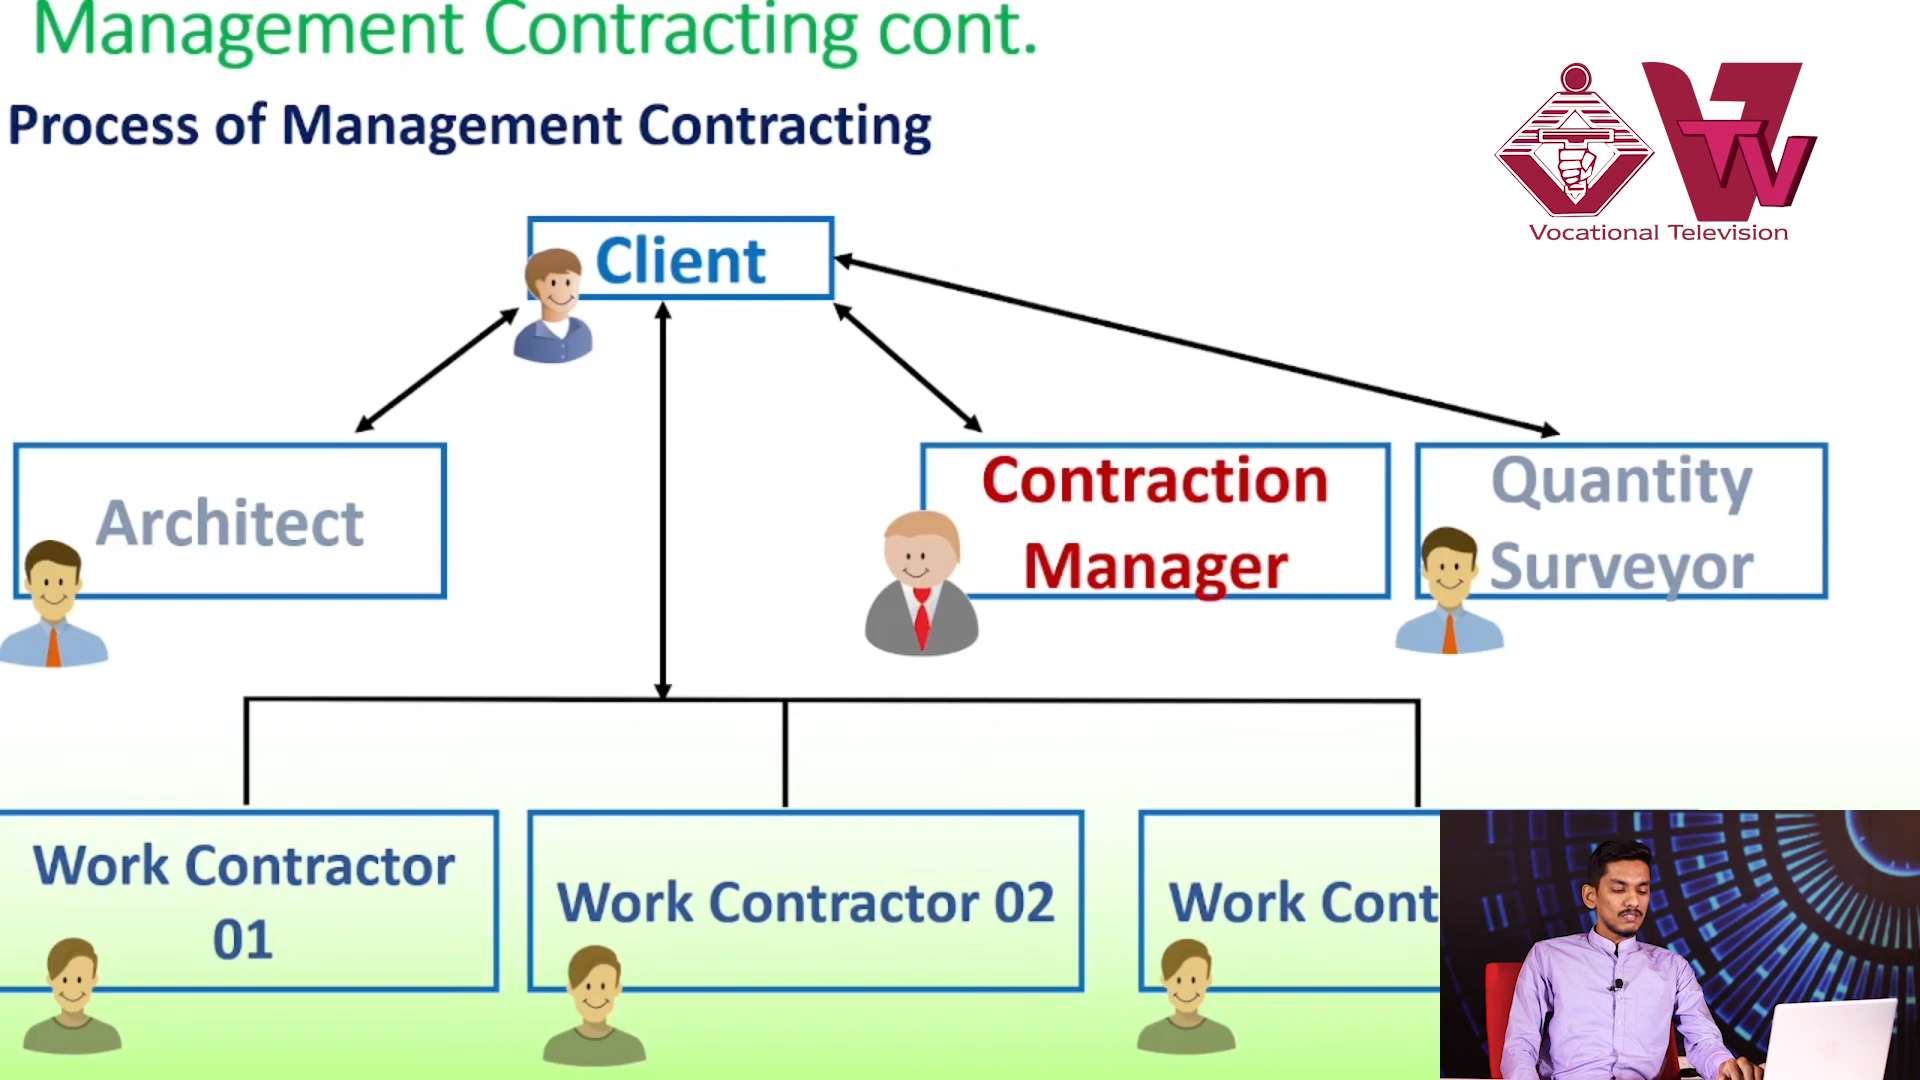 Management Contracting cont.
Process of Management Contracting
VTV
Vocational Television
Client
Architect
Contraction
Manager
Quantity
Surveyor
Work Contractor
01
Work Contractor 02
Work Cont